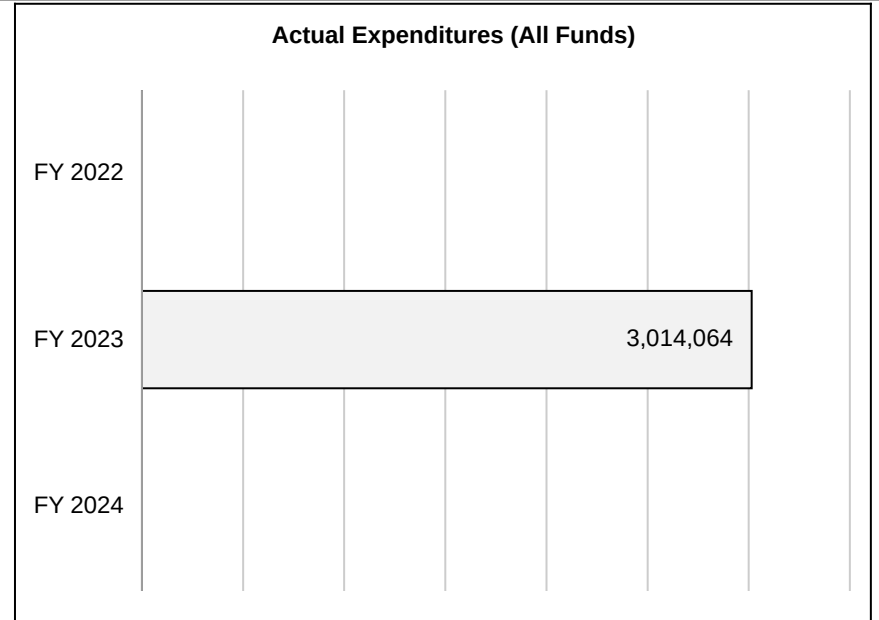 Actual Expenditures (All Funds)
FY 2022
FY 2023
3,014,064
FY 2024